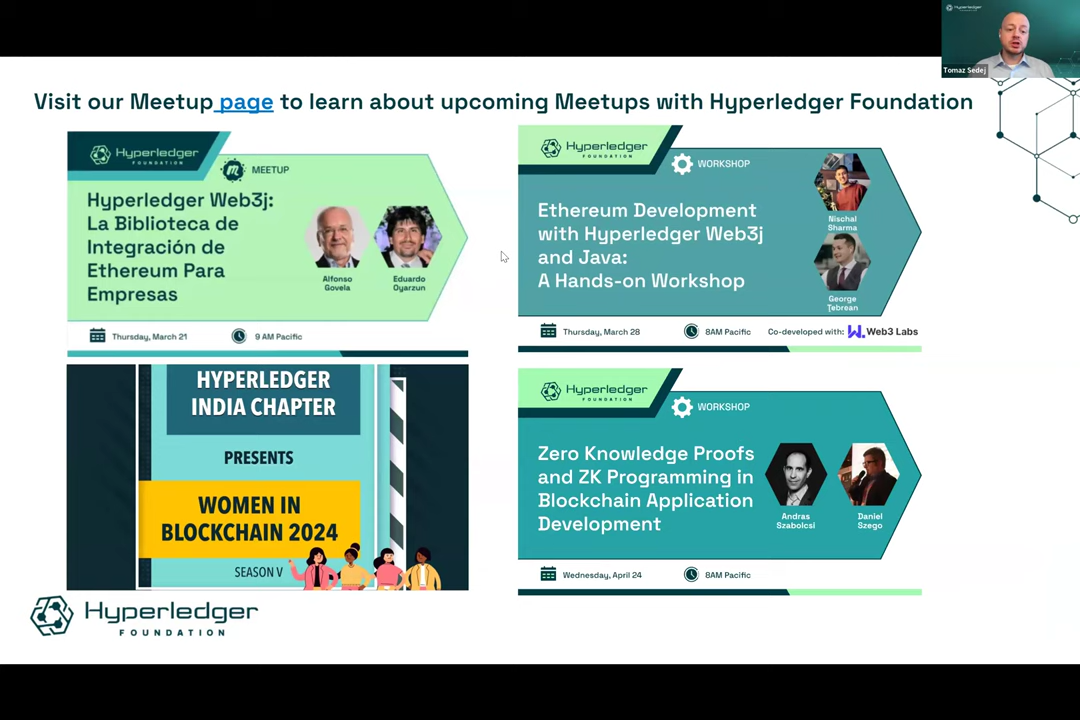 Hyperledger
Tomaz Sedej
Visit our Meetup page to learn about upcoming Meetups with Hyperledger Foundation
Hyperledger
FOUNDATION
MEETUP
Hyperledger Web3j:
La Biblioteca de
Integración de
Ethereum Para
Empresas
Alfonso
Govela
Eduardo
Oyarzun
Thursday, March 21
9 AM Pacific
Hyperledger
FOUNDATION
WORKSHOP
Ethereum Development
with Hyperledger Web3j
and Java:
A Hands-on Workshop
Nischal
Sharma
George
Țebrean
Thursday, March 28
8AM Pacific
Co-developed with:
Web3 Labs
HYPERLEDGER
INDIA CHAPTER
PRESENTS
WOMEN IN
BLOCKCHAIN 2024
SEASON V
Hyperledger
FOUNDATION
WORKSHOP
Zero Knowledge Proofs
and ZK Programming in
Blockchain Application
Development
Andras
Szabolcsi
Daniel
Szego
Wednesday, April 24
8AM Pacific
Hyperledger
FOUNDATION